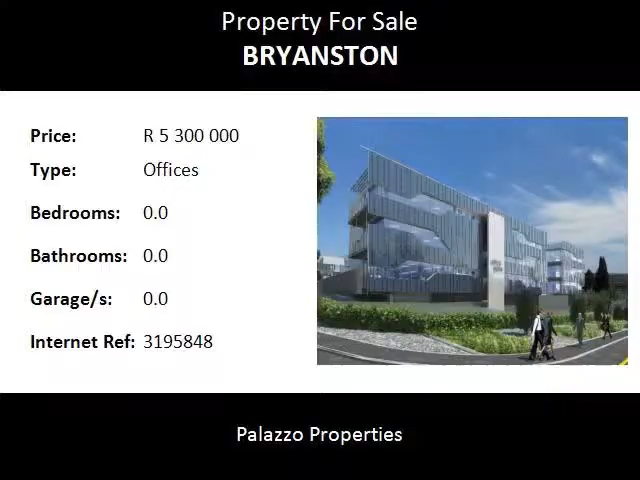 Property For Sale
BRYANSTON
Price: R 5 300 000
Type: Offices
Bedrooms: 0.0
Bathrooms: 0.0
Garage/s: 0.0
Internet Ref: 3195848
Palazzo Properties